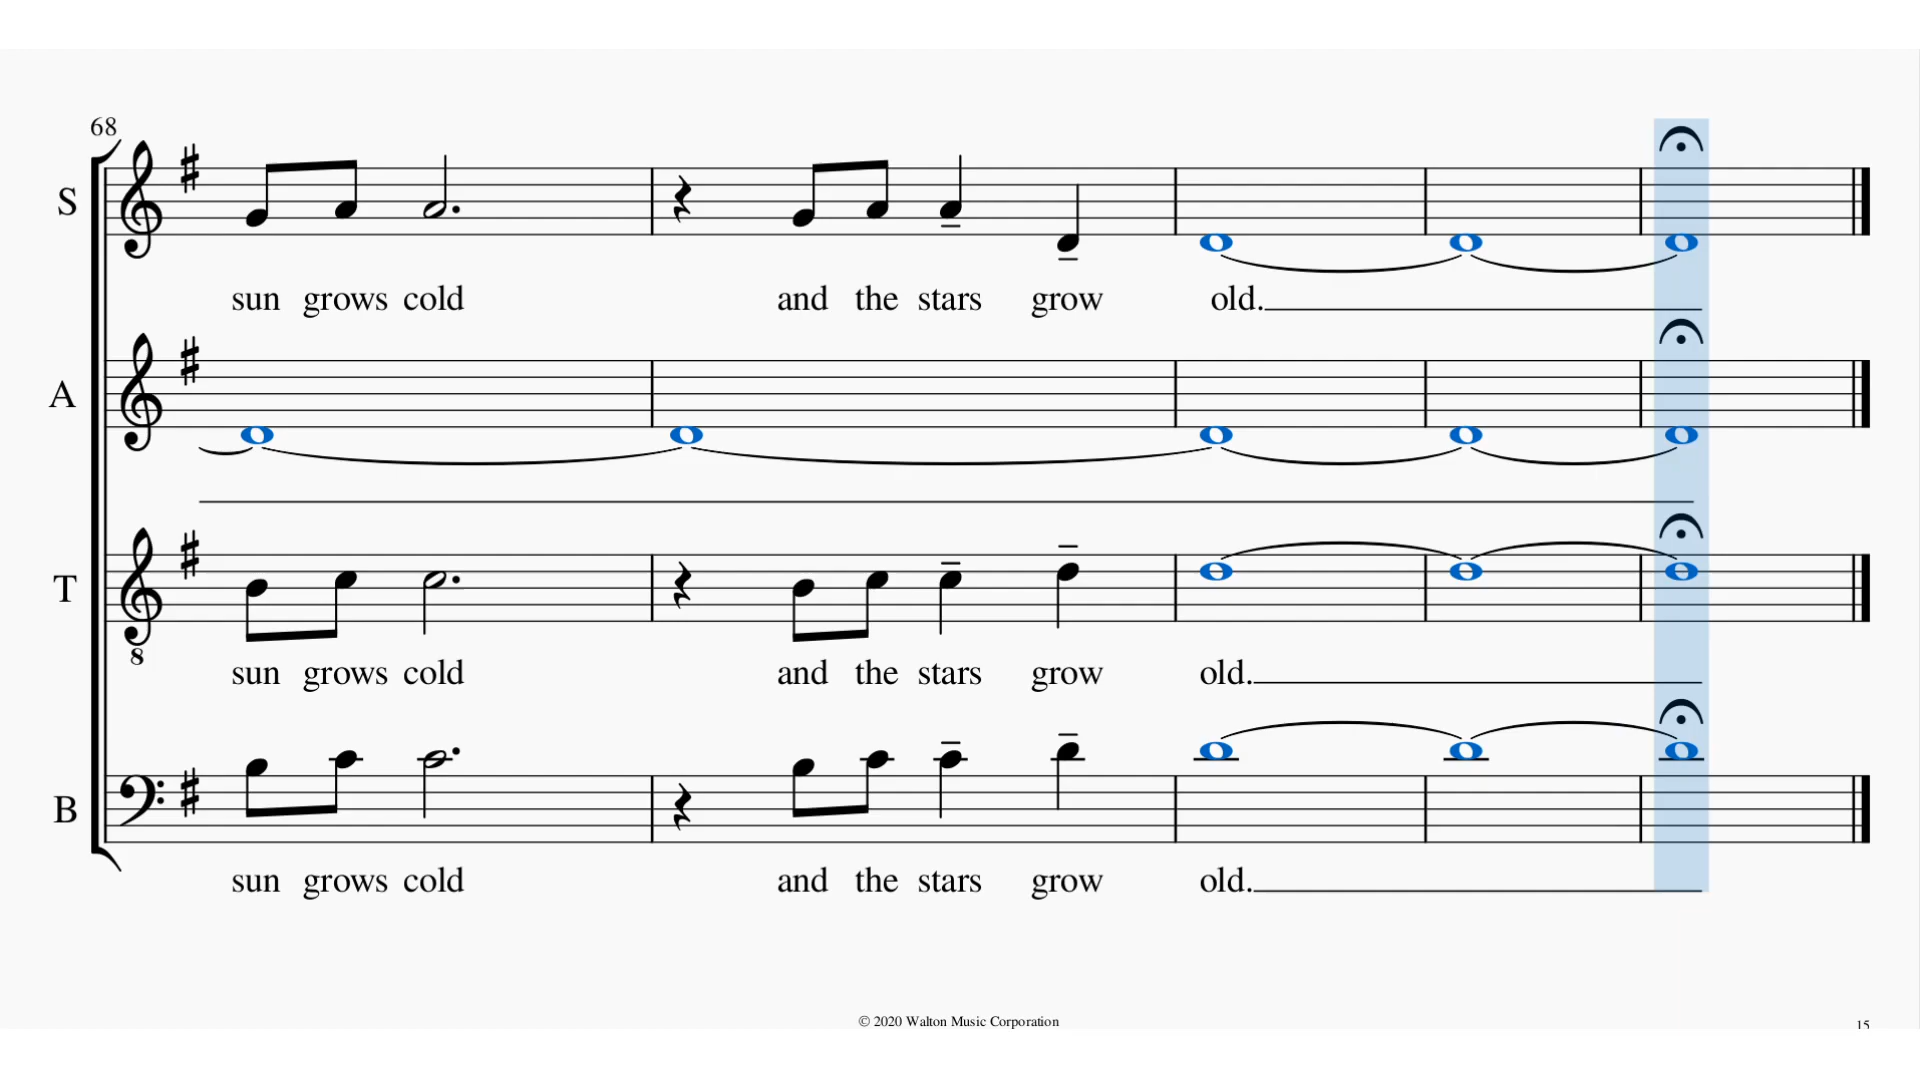 68
S
sun grows cold and the stars grow old.
A
T
8
sun grows cold and the stars grow old.
B
sun grows cold and the stars grow old.
© 2020 Walton Music Corporation
15